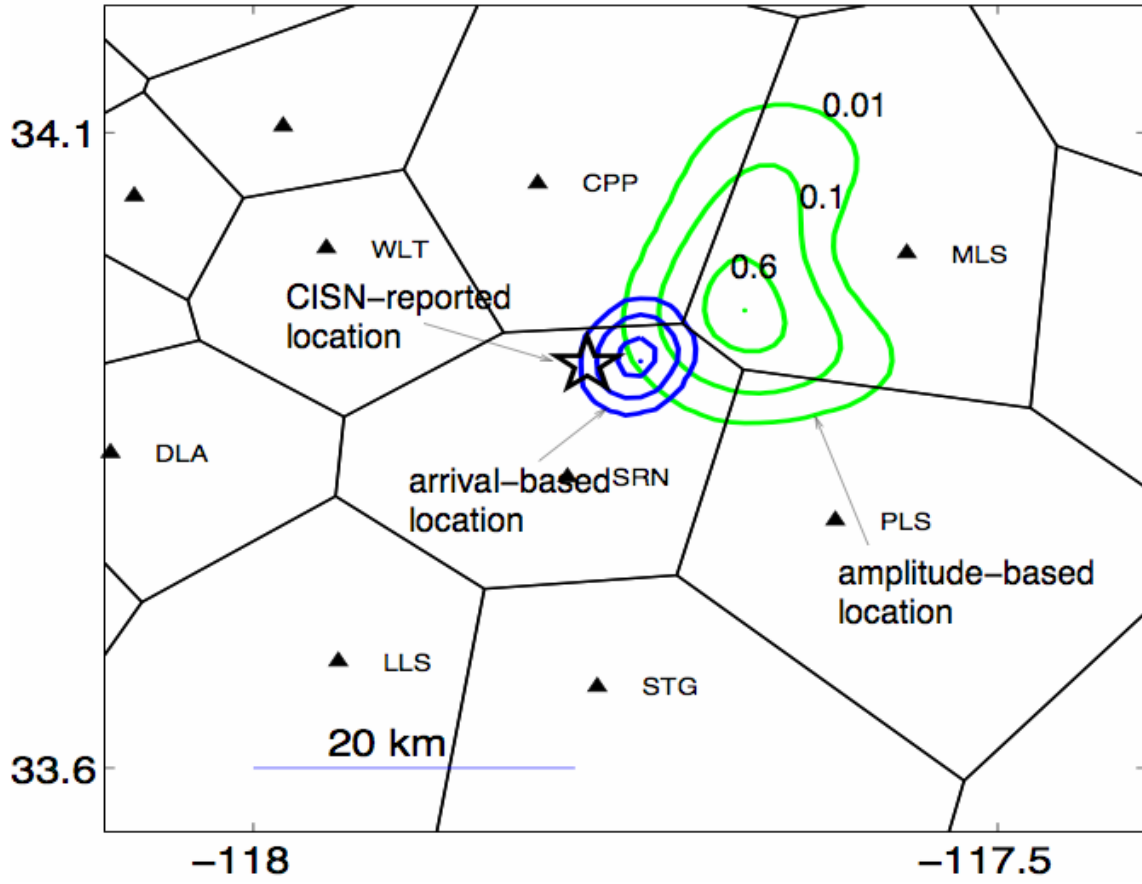 0.01
34.1
CPP
0.1
WLT
MLS
0.6
CISN−reported
location
DLA
arrival−based
location
SRN
PLS
amplitude−based
location
LLS
STG
20 km
33.6
−118
−117.5